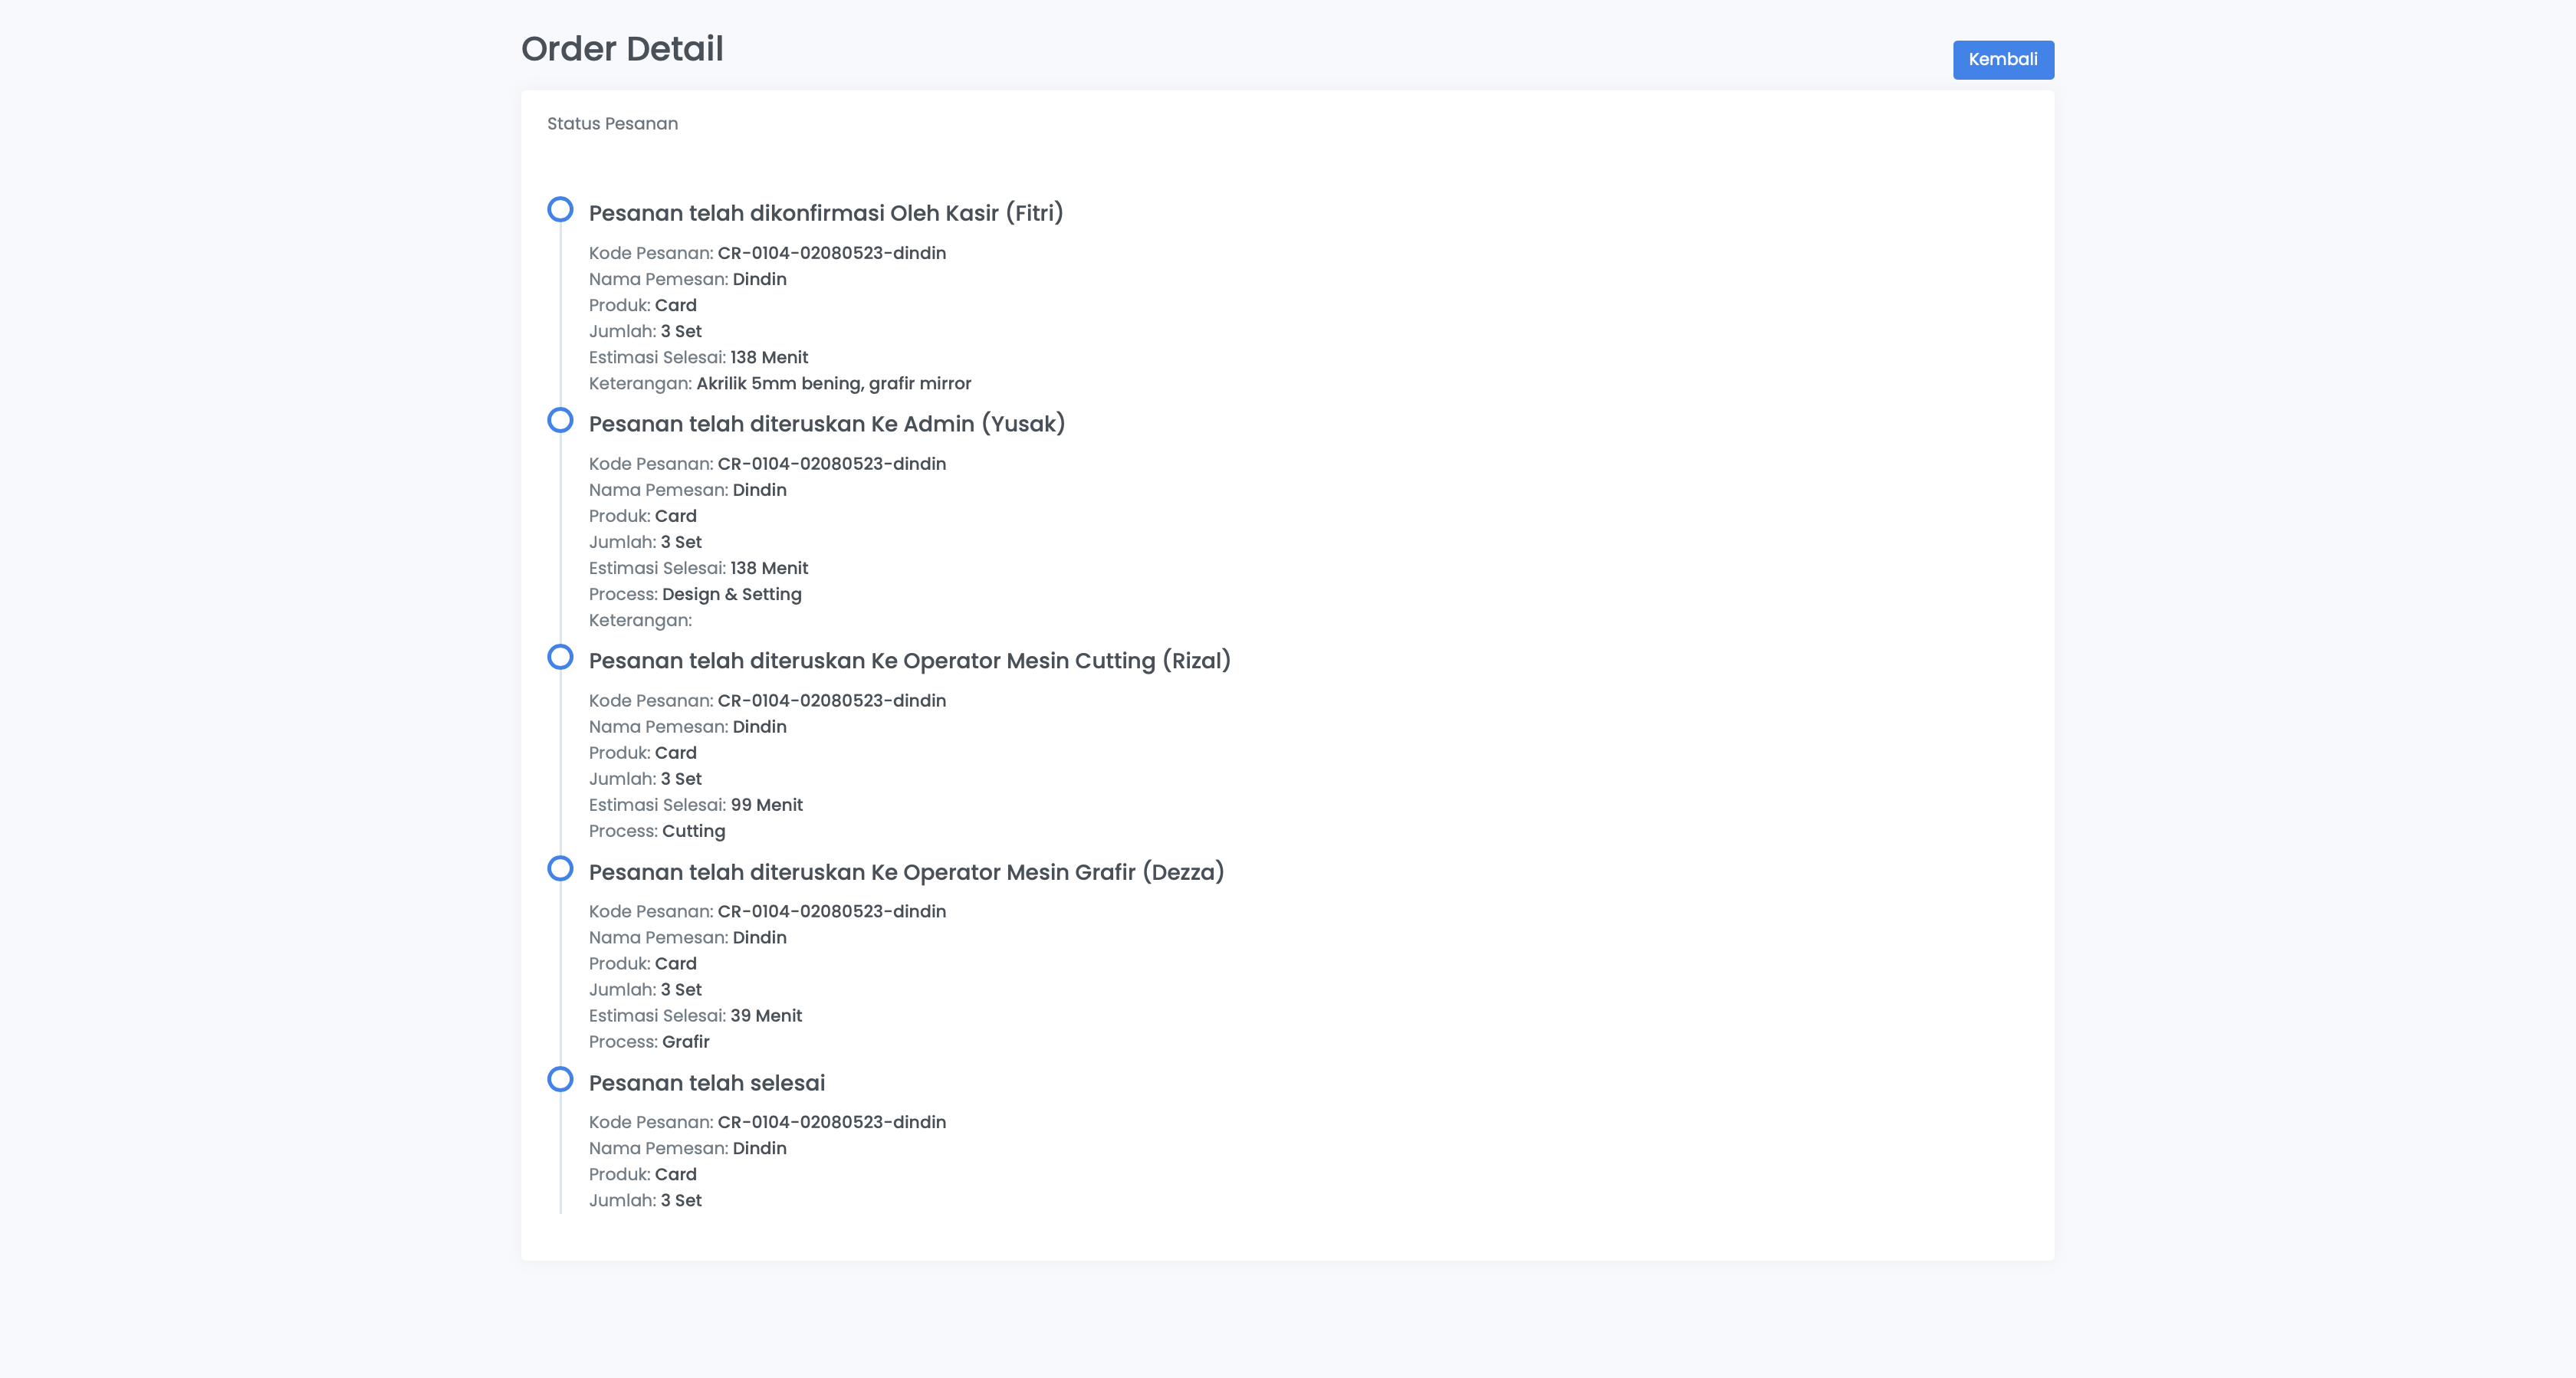 Order Detail
Kembali
Status Pesanan
Pesanan telah dikonfirmasi Oleh Kasir (Fitri)
Kode Pesanan: CR-0104-02080523-dindin
Nama Pemesan: Dindin
Produk: Card
Jumlah: 3 Set
Estimasi Selesai: 138 Menit
Keterangan: Akrilik 5mm bening, grafir mirror
Pesanan telah diteruskan Ke Admin (Yusak)
Kode Pesanan: CR-0104-02080523-dindin
Nama Pemesan: Dindin
Produk: Card
Jumlah: 3 Set
Estimasi Selesai: 138 Menit
Process: Design & Setting
Keterangan:
Pesanan telah diteruskan Ke Operator Mesin Cutting (Rizal)
Kode Pesanan: CR-0104-02080523-dindin
Nama Pemesan: Dindin
Produk: Card
Jumlah: 3 Set
Estimasi Selesai: 99 Menit
Process: Cutting
Pesanan telah diteruskan Ke Operator Mesin Grafir (Dezza)
Kode Pesanan: CR-0104-02080523-dindin
Nama Pemesan: Dindin
Produk: Card
Jumlah: 3 Set
Estimasi Selesai: 39 Menit
Process: Grafir
Pesanan telah selesai
Kode Pesanan: CR-0104-02080523-dindin
Nama Pemesan: Dindin
Produk: Card
Jumlah: 3 Set